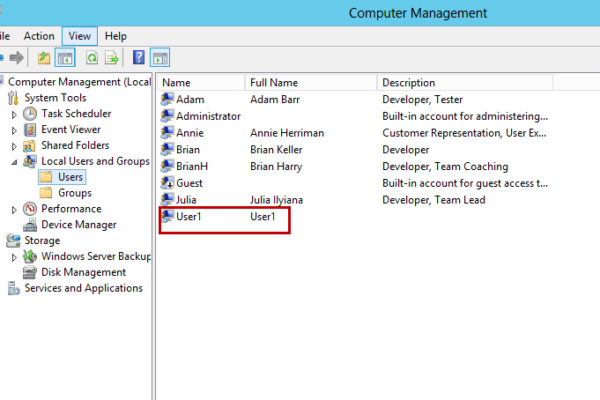 Computer Management
ile Action View Help
Computer Management (Local
System Tools
Task Scheduler
Event Viewer
Shared Folders
Local Users and Groups
Users
Groups
Performance
Device Manager
Storage
Windows Server Backup
Disk Management
Services and Applications
Name Full Name Description
Adam Adam Barr Developer, Tester
Administrator Built-in account for administering...
Annie Annie Herriman Customer Representation, User Ex...
Brian Brian Keller Developer
BrianH Brian Harry Developer, Team Coaching
Guest Built-in account for guest access t...
Julia Julia Ilyiana Developer, Team Lead
User1 User1